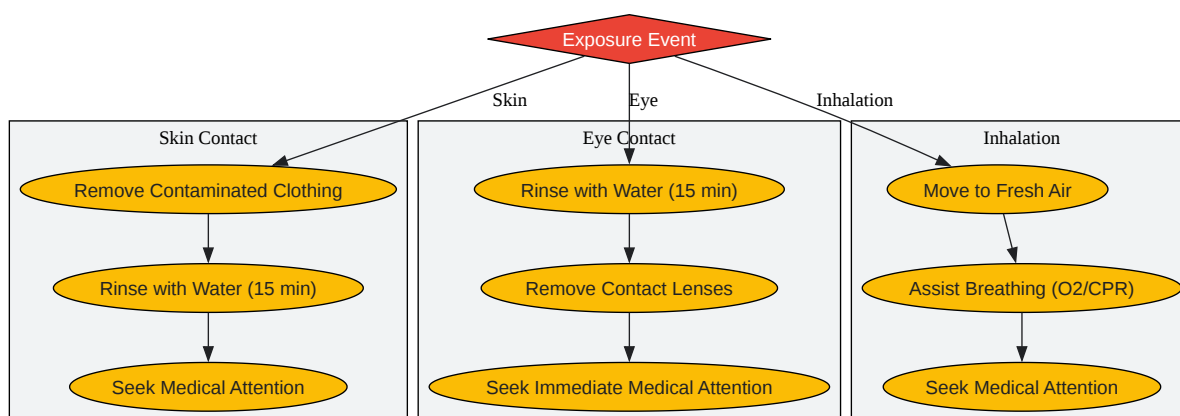 Exposure Event
Skin
Eye
Inhalation
Skin Contact
Eye Contact
Inhalation
Remove Contaminated Clothing
Rinse with Water (15 min)
Move to Fresh Air
Rinse with Water (15 min)
Remove Contact Lenses
Assist Breathing (O2/CPR)
Seek Medical Attention
Seek Immediate Medical Attention
Seek Medical Attention